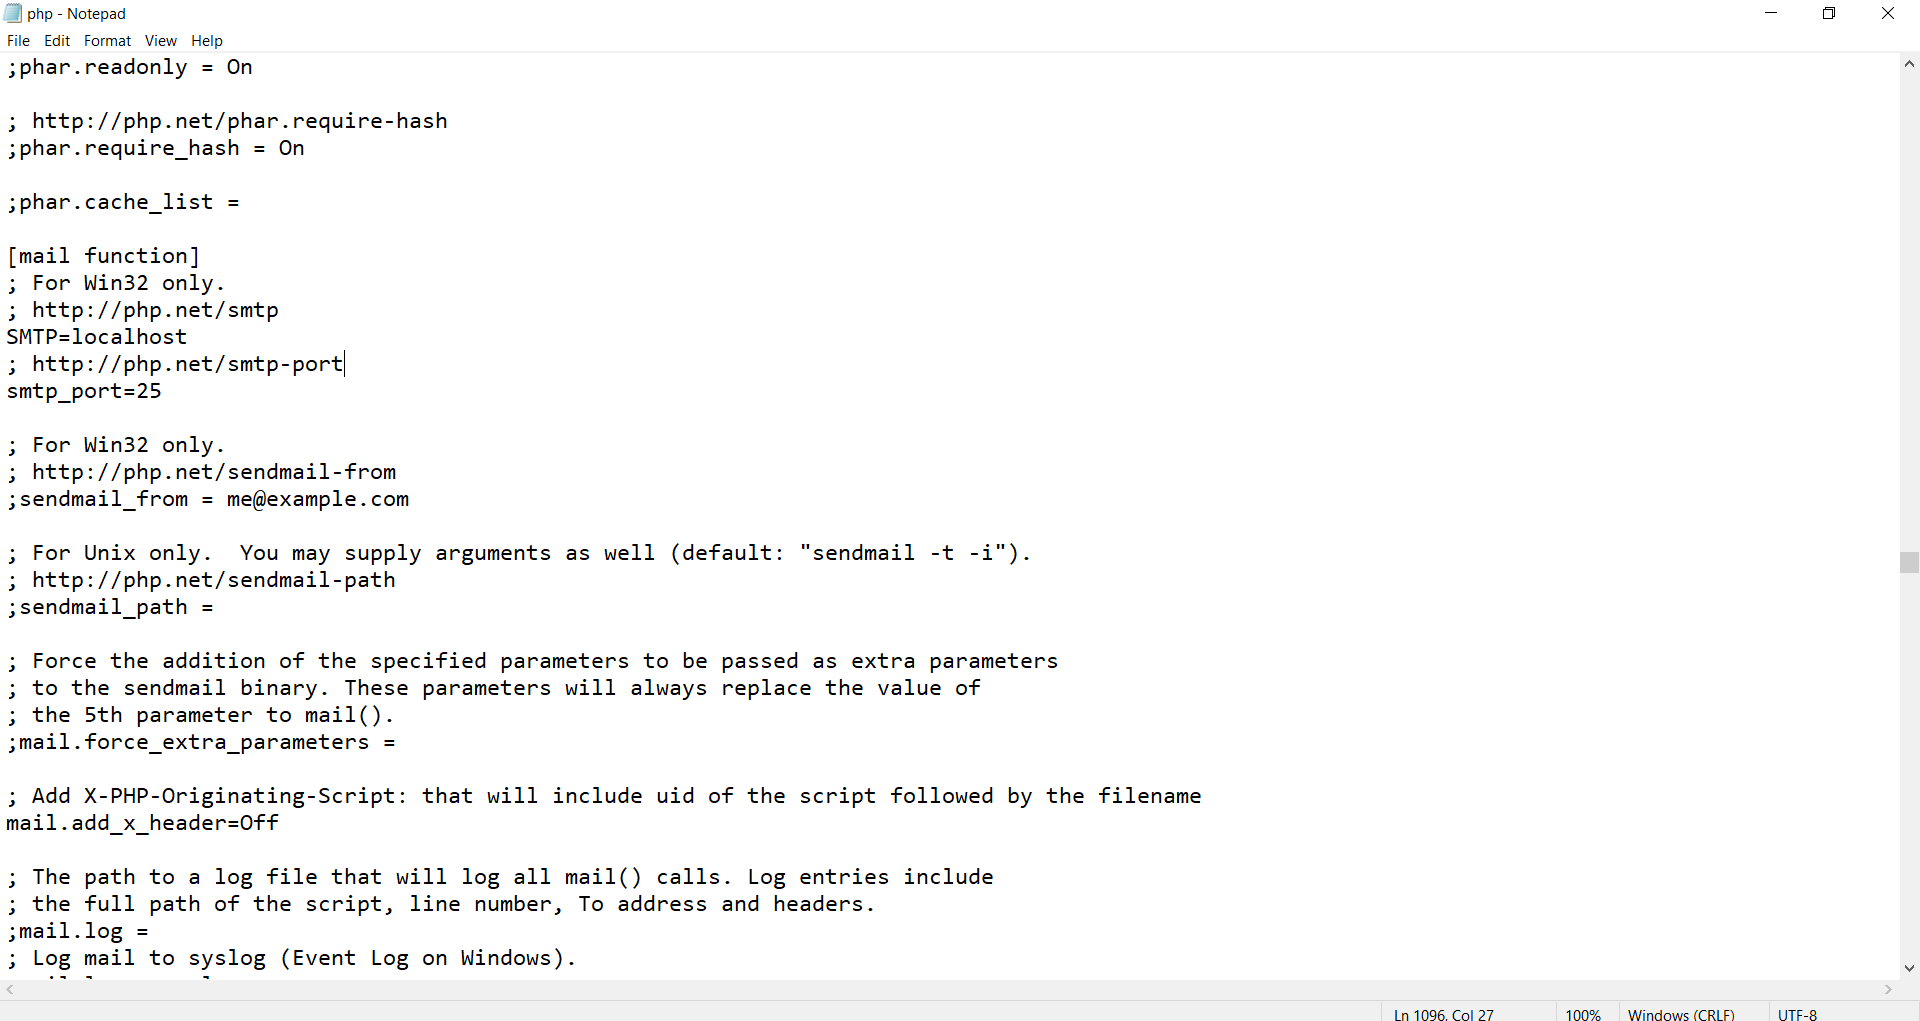 php - Notepad
File Edit Format View Help
;phar.readonly = On
; http://php.net/phar.require-hash
;phar.require_hash = On
;phar.cache_list =
[mail function]
; For Win32 only.
; http://php.net/smtp
SMTP=localhost
; http://php.net/smtp-port
smtp_port=25
; For Win32 only.
; http://php.net/sendmail-from
;sendmail_from = me@example.com
; For Unix only.  You may supply arguments as well (default: "sendmail -t -i").
; http://php.net/sendmail-path
;sendmail_path =
; Force the addition of the specified parameters to be passed as extra parameters
; to the sendmail binary. These parameters will always replace the value of
; the 5th parameter to mail().
;mail.force_extra_parameters =
; Add X-PHP-Originating-Script: that will include uid of the script followed by the filename
mail.add_x_header=Off
; The path to a log file that will log all mail() calls. Log entries include
; the full path of the script, line number, To address and headers.
;mail.log =
; Log mail to syslog (Event Log on Windows).
Ln 1096, Col 27 100% Windows (CRLF) UTF-8